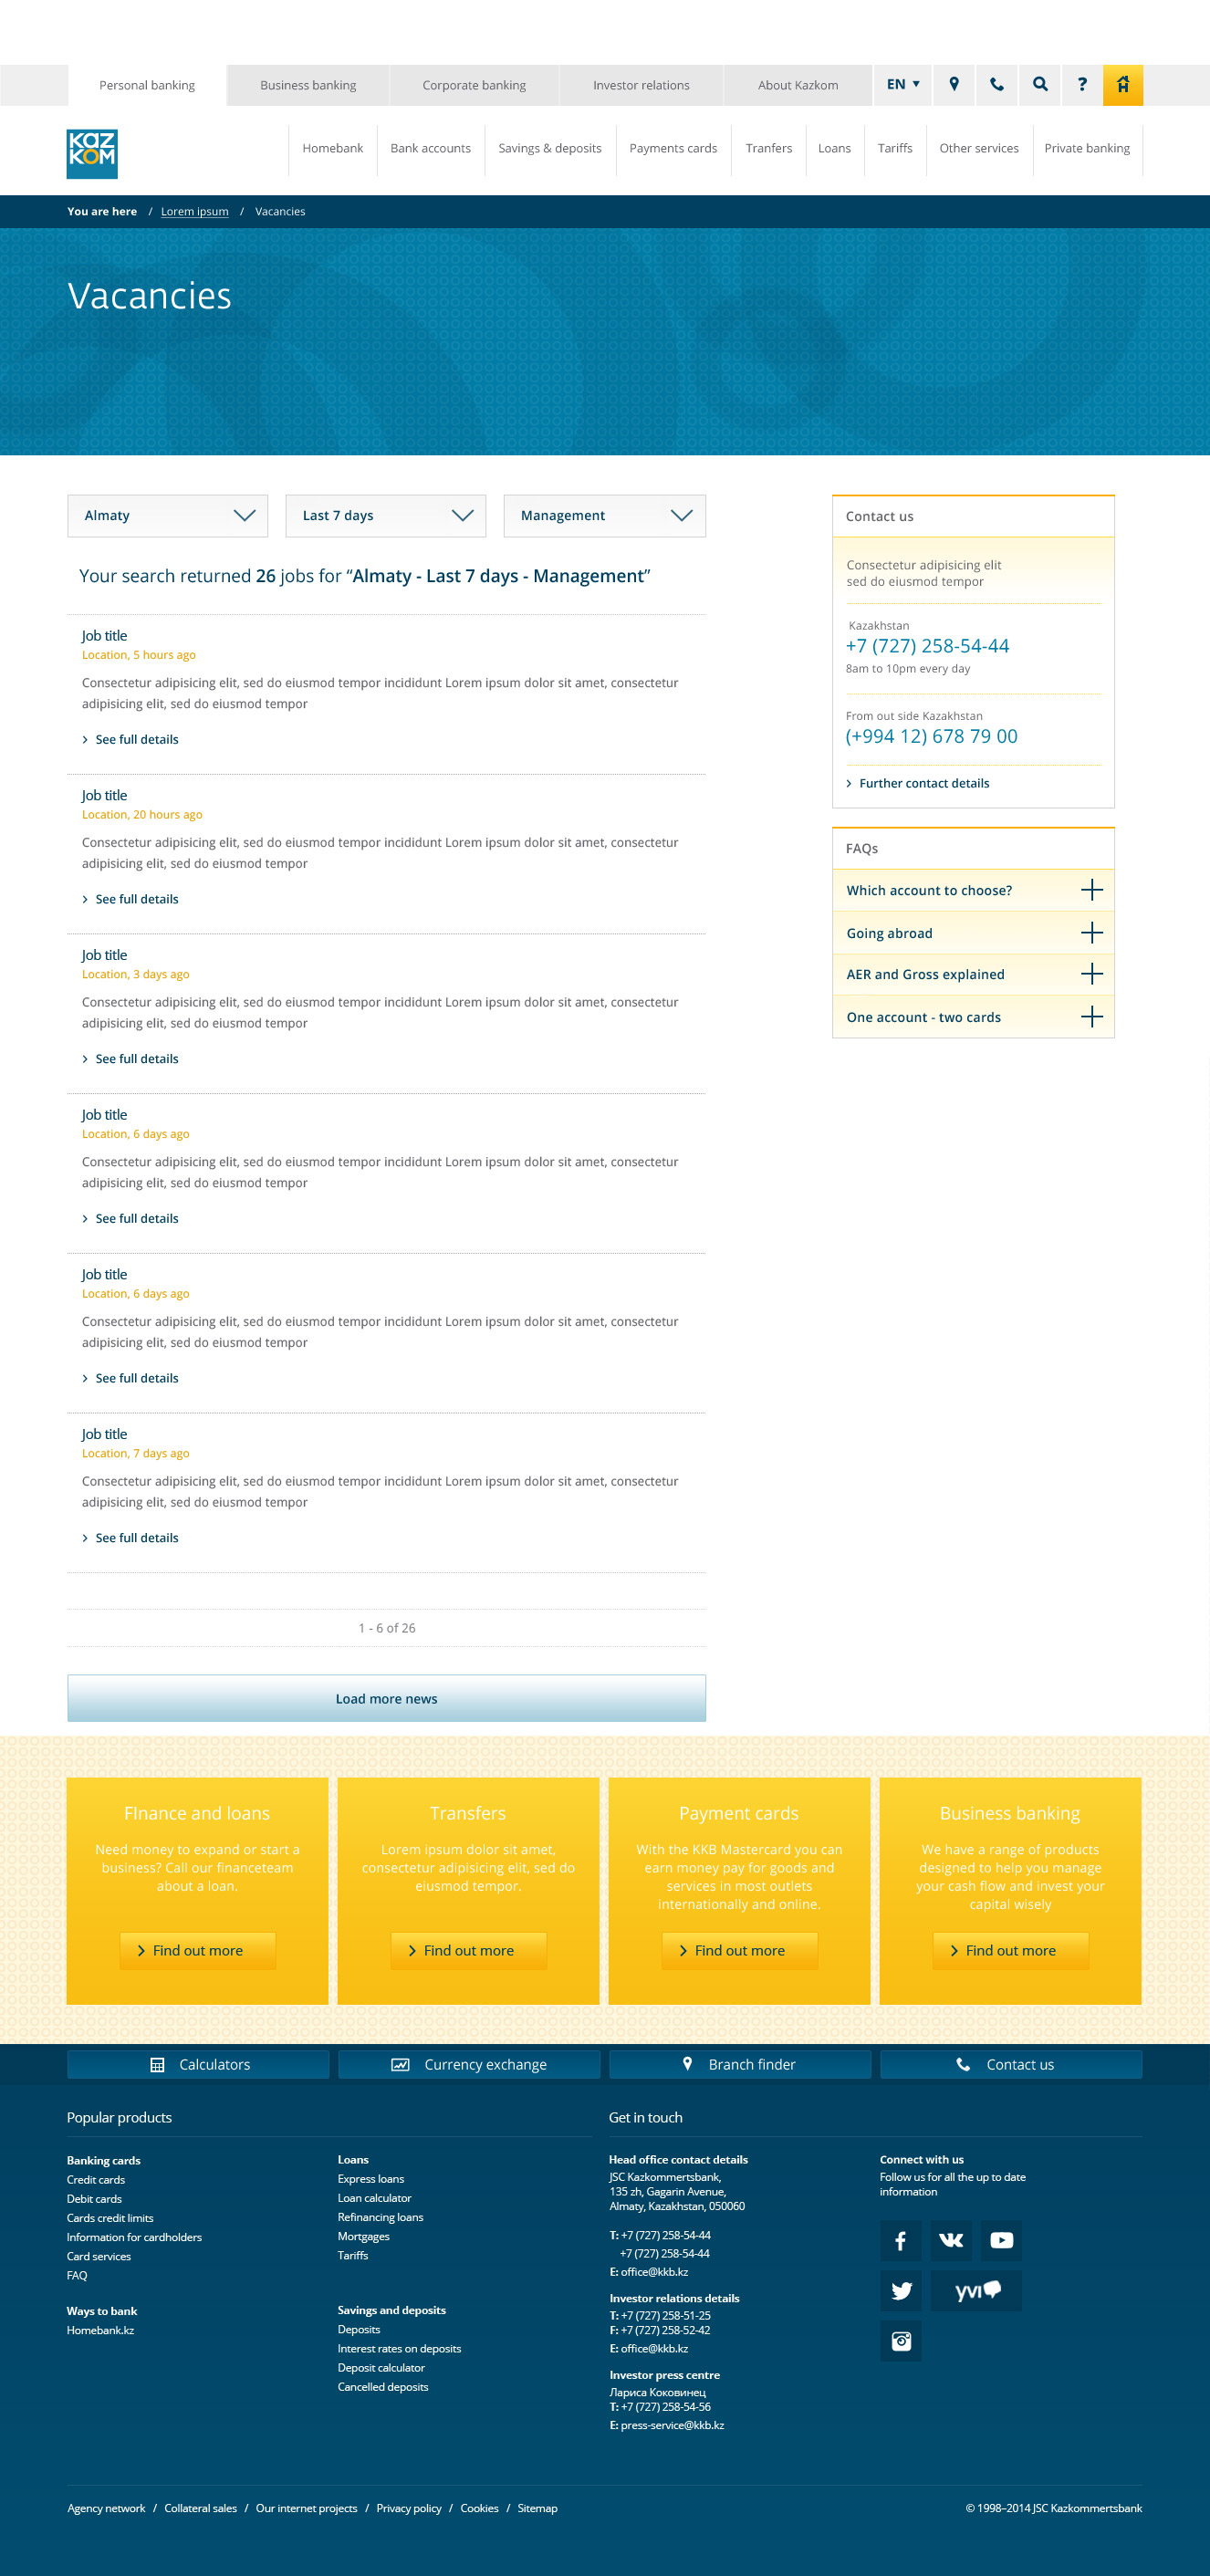 Personal banking
Business banking
Corporate banking
Investor relations
About Kazkom
EN
?
KAZ
KOM
Homebank
Bank accounts
Savings & deposits
Payments cards
Tranfers
Loans
Tariffs
Other services
Private banking
You are here / Lorem ipsum / Vacancies
Vacancies
Almaty
Last 7 days
Management
Your search returned 26 jobs for “Almaty - Last 7 days - Management”
Job title
Location, 5 hours ago
Consectetur adipisicing elit, sed do eiusmod tempor incididunt Lorem ipsum dolor sit amet, consectetur
adipisicing elit, sed do eiusmod tempor
See full details
Job title
Location, 20 hours ago
Consectetur adipisicing elit, sed do eiusmod tempor incididunt Lorem ipsum dolor sit amet, consectetur
adipisicing elit, sed do eiusmod tempor
See full details
Job title
Location, 3 days ago
Consectetur adipisicing elit, sed do eiusmod tempor incididunt Lorem ipsum dolor sit amet, consectetur
adipisicing elit, sed do eiusmod tempor
See full details
Job title
Location, 6 days ago
Consectetur adipisicing elit, sed do eiusmod tempor incididunt Lorem ipsum dolor sit amet, consectetur
adipisicing elit, sed do eiusmod tempor
See full details
Job title
Location, 6 days ago
Consectetur adipisicing elit, sed do eiusmod tempor incididunt Lorem ipsum dolor sit amet, consectetur
adipisicing elit, sed do eiusmod tempor
See full details
Job title
Location, 7 days ago
Consectetur adipisicing elit, sed do eiusmod tempor incididunt Lorem ipsum dolor sit amet, consectetur
adipisicing elit, sed do eiusmod tempor
See full details
1 - 6 of 26
Load more news
Contact us
Consectetur adipisicing elit
sed do eiusmod tempor
Kazakhstan
+7 (727) 258-54-44
8am to 10pm every day
From out side Kazakhstan
(+994 12) 678 79 00
Further contact details
FAQs
Which account to choose?
Going abroad
AER and Gross explained
One account - two cards
FInance and loans
Need money to expand or start a
business? Call our financeteam
about a loan.
Find out more
Transfers
Lorem ipsum dolor sit amet,
consectetur adipisicing elit, sed do
eiusmod tempor.
Find out more
Payment cards
With the KKB Mastercard you can
earn money pay for goods and
services in most outlets
internationally and online.
Find out more
Business banking
We have a range of products
designed to help you manage
your cash flow and invest your
capital wisely
Find out more
Calculators
Currency exchange
Branch finder
Contact us
Popular products
Banking cards
Credit cards
Debit cards
Cards credit limits
Information for cardholders
Card services
FAQ
Ways to bank
Homebank.kz
Loans
Express loans
Loan calculator
Refinancing loans
Mortgages
Tariffs
Savings and deposits
Deposits
Interest rates on deposits
Deposit calculator
Cancelled deposits
Get in touch
Head office contact details
JSC Kazkommertsbank,
135 zh, Gagarin Avenue,
Almaty, Kazakhstan, 050060
T: +7 (727) 258-54-44
+7 (727) 258-54-44
E: office@kkb.kz
Investor relations details
T: +7 (727) 258-51-25
F: +7 (727) 258-52-42
E: office@kkb.kz
Investor press centre
Лариса Коковинец
T: +7 (727) 258-54-56
E: press-service@kkb.kz
Connect with us
Follow us for all the up to date
information
yvi
Agency network / Collateral sales / Our internet projects / Privacy policy / Cookies / Sitemap
© 1998–2014 JSC Kazkommertsbank